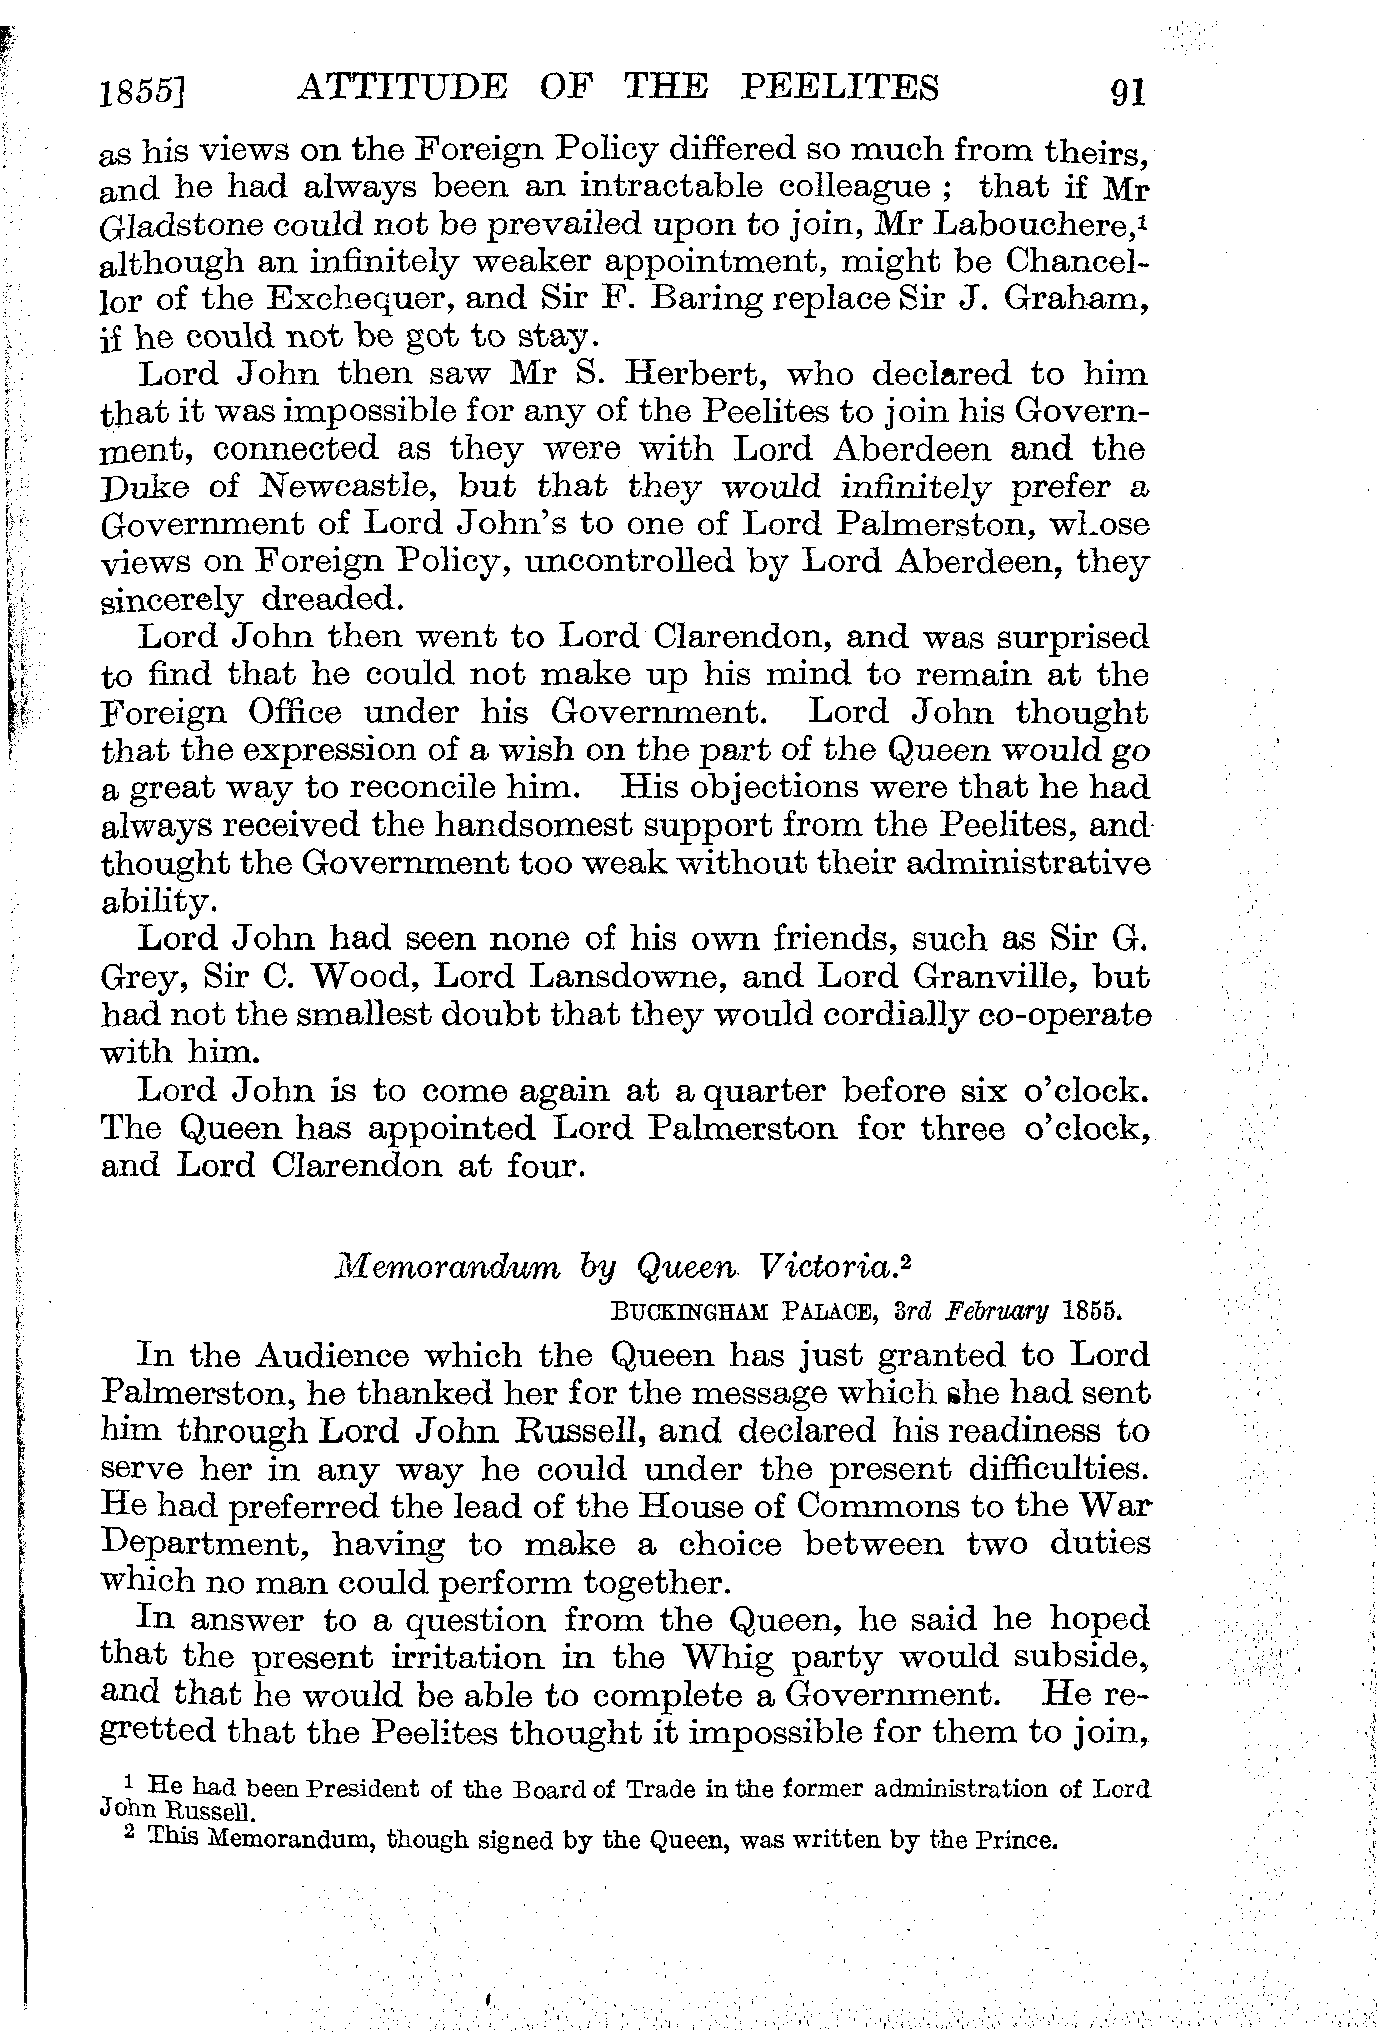 1855] ATTITUDE OF THE PEELITES 91
as his views on the Foreign Policy differed so much from theirs,
and he had always been an intractable colleague ; that if Mr
Gladstone could not be prevailed upon to join, Mr Labouchere,¹
although an infinitely weaker appointment, might be Chancel-
lor of the Exchequer, and Sir F. Baring replace Sir J. Graham,
if he could not be got to stay.
Lord John then saw Mr S. Herbert, who declared to him
that it was impossible for any of the Peelites to join his Govern-
ment, connected as they were with Lord Aberdeen and the
Duke of Newcastle, but that they would infinitely prefer a
Government of Lord John's to one of Lord Palmerston, whose
views on Foreign Policy, uncontrolled by Lord Aberdeen, they
sincerely dreaded.
Lord John then went to Lord Clarendon, and was surprised
to find that he could not make up his mind to remain at the
Foreign Office under his Government. Lord John thought
that the expression of a wish on the part of the Queen would go
a great way to reconcile him. His objections were that he had
always received the handsomest support from the Peelites, and
thought the Government too weak without their administrative
ability.
Lord John had seen none of his own friends, such as Sir G.
Grey, Sir C. Wood, Lord Lansdowne, and Lord Granville, but
had not the smallest doubt that they would cordially co-operate
with him.
Lord John is to come again at a quarter before six o'clock.
The Queen has appointed Lord Palmerston for three o'clock,
and Lord Clarendon at four.
Memorandum by Queen Victoria.²
BUCKINGHAM PALACE, 3rd February 1855.
In the Audience which the Queen has just granted to Lord
Palmerston, he thanked her for the message which she had sent
him through Lord John Russell, and declared his readiness to
serve her in any way he could under the present difficulties.
He had preferred the lead of the House of Commons to the War
Department, having to make a choice between two duties
which no man could perform together.
In answer to a question from the Queen, he said he hoped
that the present irritation in the Whig party would subside,
and that he would be able to complete a Government. He re-
gretted that the Peelites thought it impossible for them to join,
¹ He had been President of the Board of Trade in the former administration of Lord
John Russell.
² This Memorandum, though signed by the Queen, was written by the Prince.